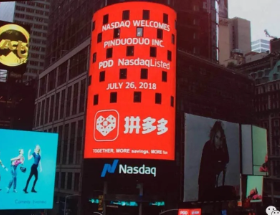 NASDAQ WELCOMES
PINDUODUO INC.
PDD NasdaqListed
JULY 26, 2018
拼多多
TOGETHER, MORE savings, MORE fun
Nasdaq